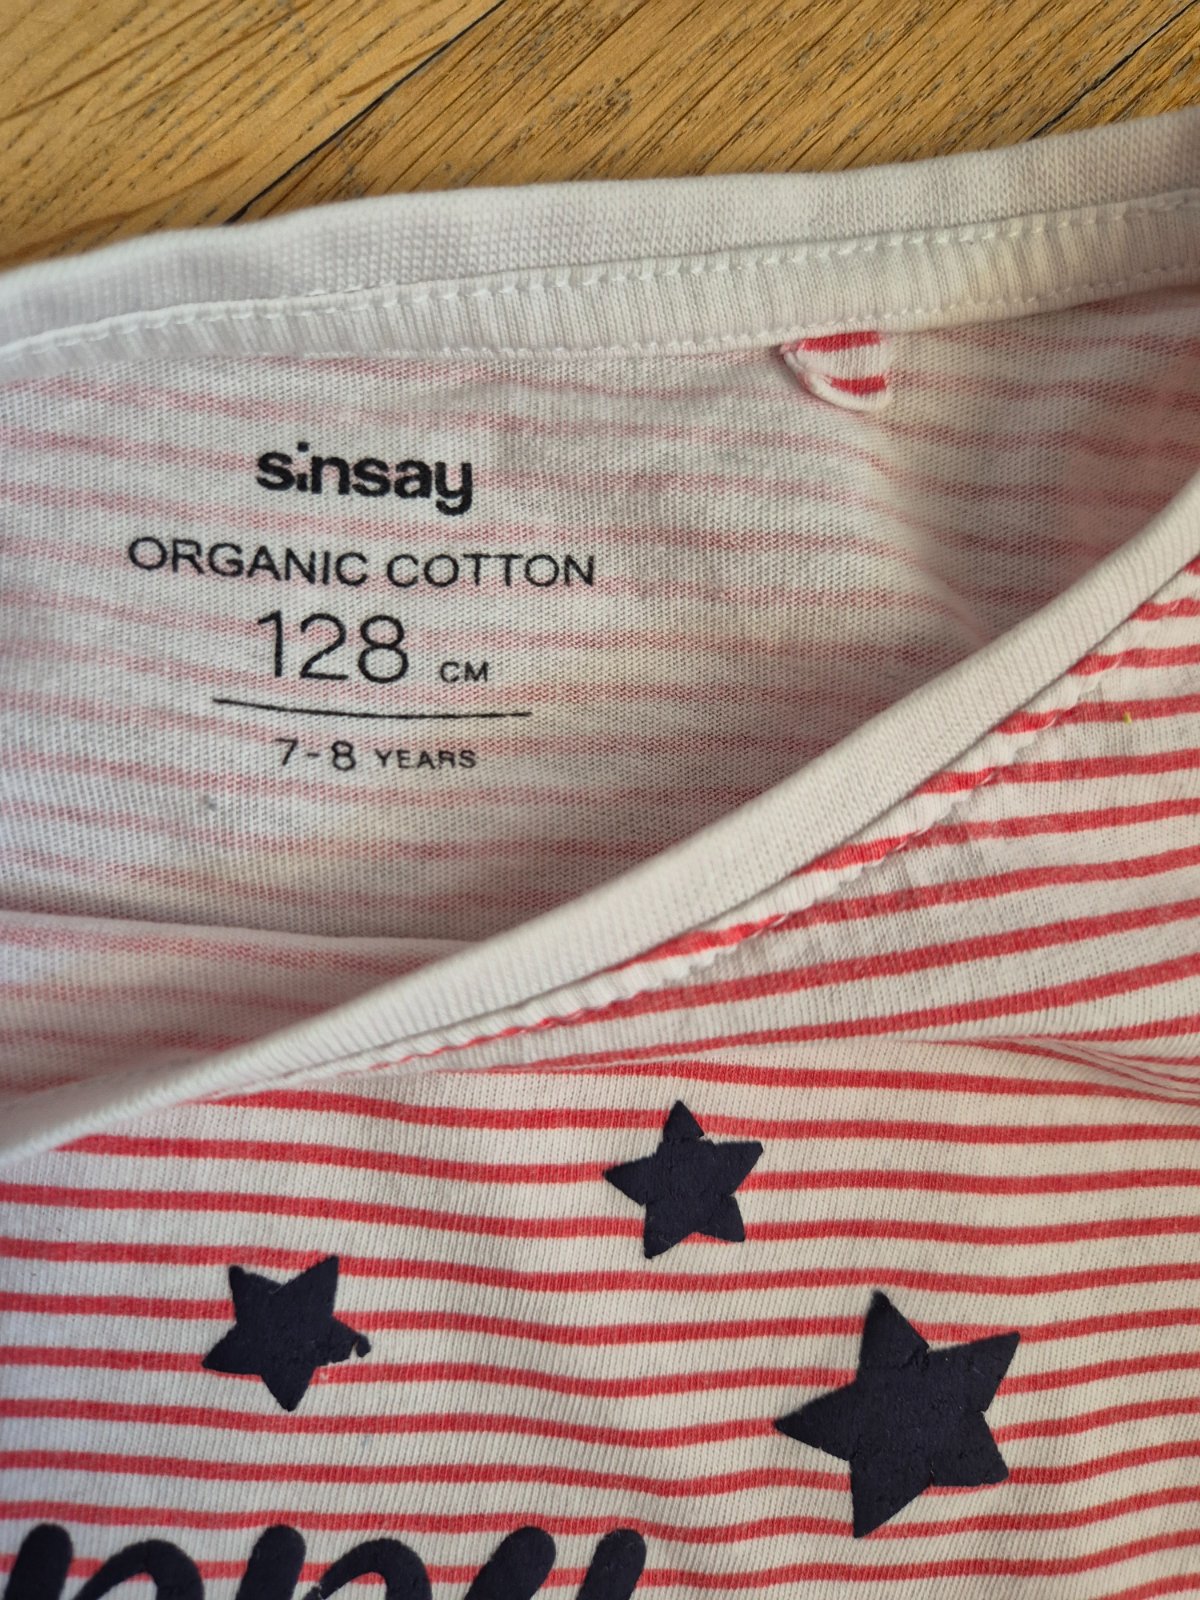 sinsay
ORGANIC COTTON
128 CM
7-8 YEARS